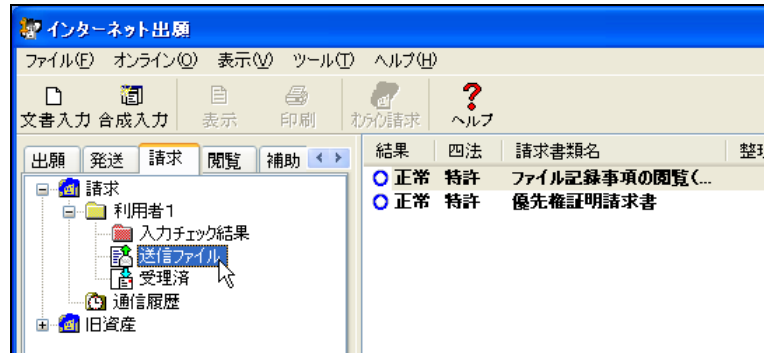 インターネット出願
ファイル(F) オンライン(O) 表示(V) ツール(T) ヘルプ(H)
文書入力 合成入力 表示 印刷 オンライン請求 ヘルプ
出願 発送 請求 閲覧 補助
結果 四法 請求書類名 整理
請求
正常 特許 ファイル記録事項の閲覧(...
利用者1
正常 特許 優先権証明請求書
入力チェック結果
送信ファイル
受理済
通信履歴
旧資産